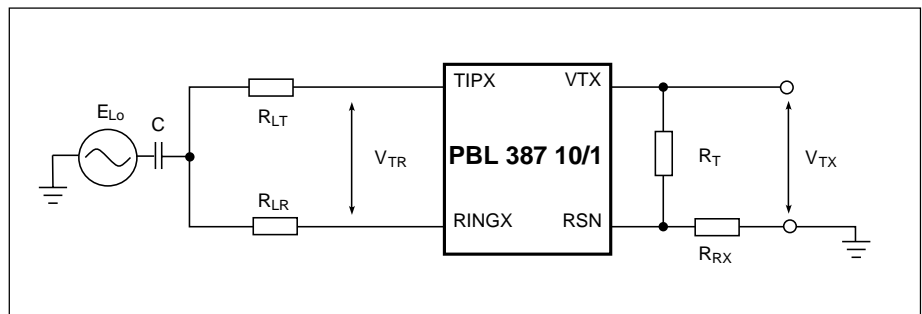 TIPX
VTX
ELo
C
RLT
VTR
PBL 387 10/1
RT
VTX
RLR
RINGX
RSN
RRX